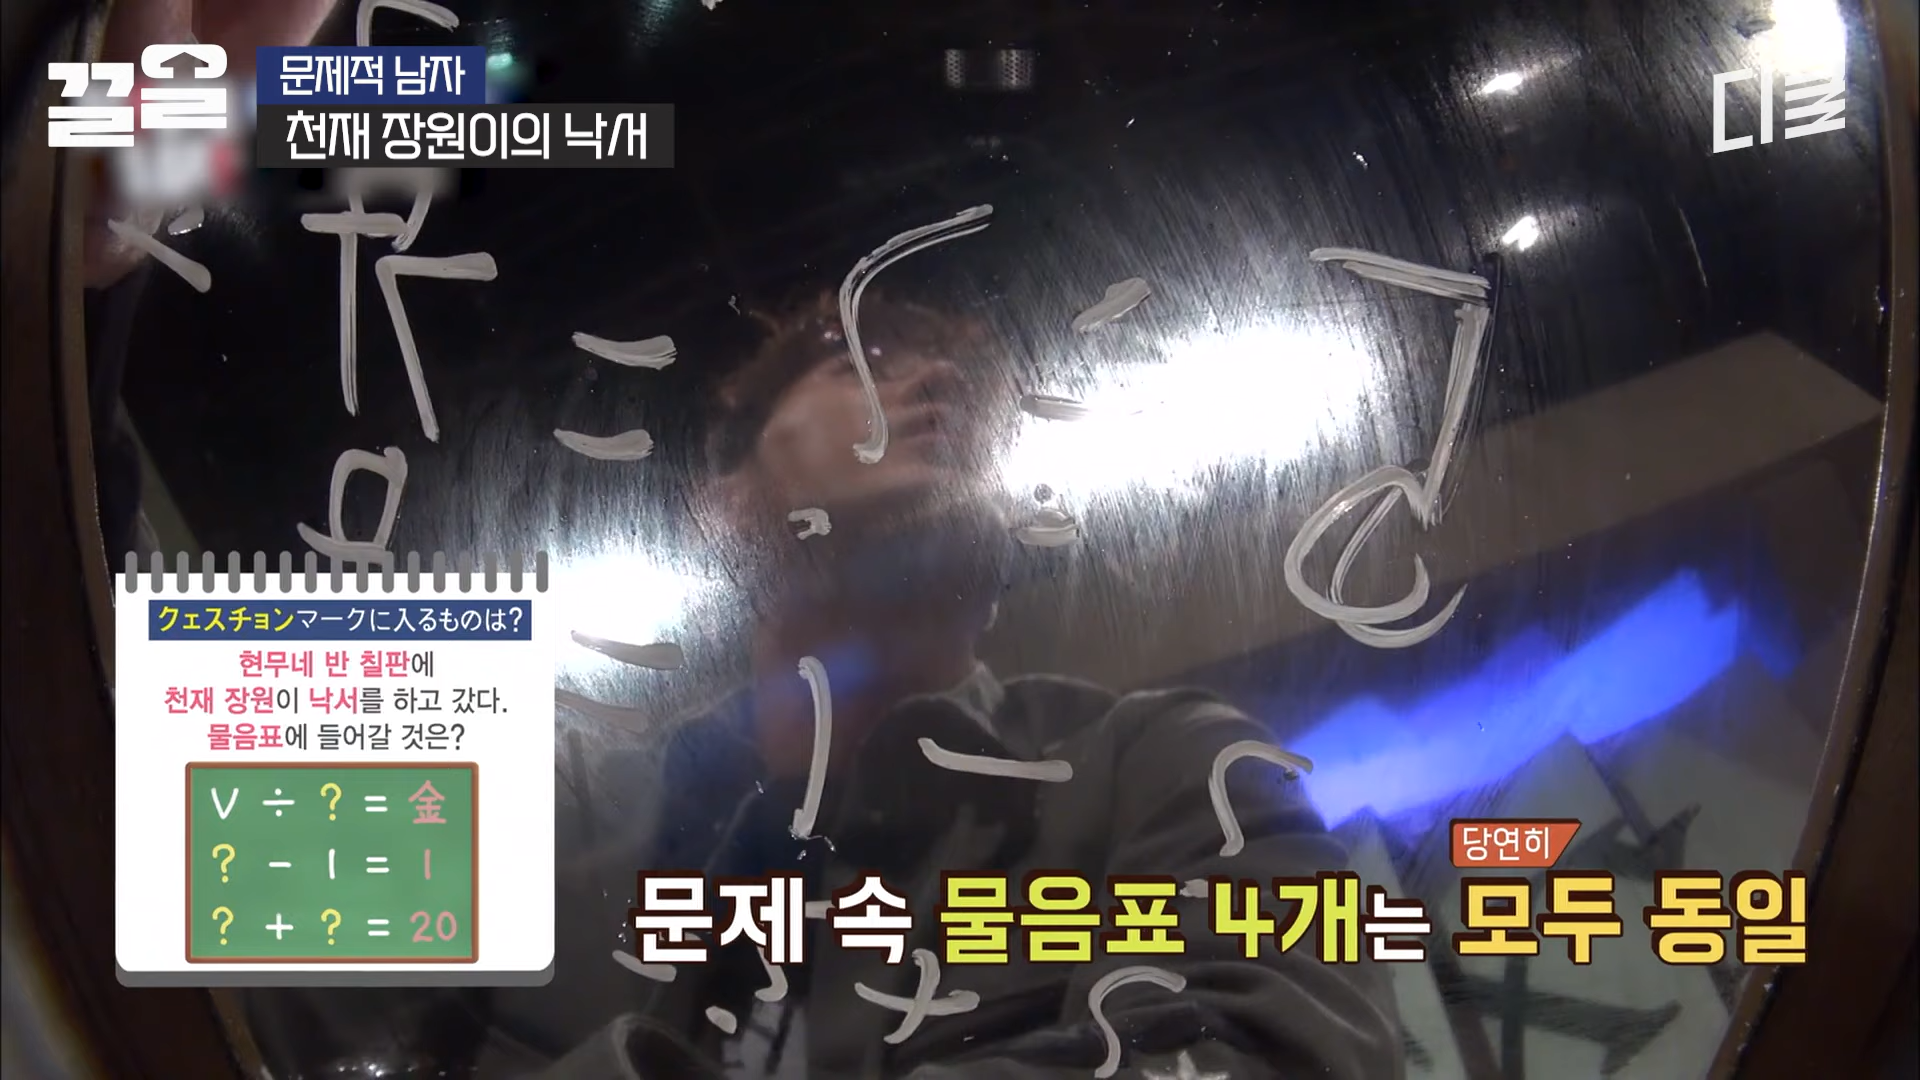 끌올
문제적 남자
천재 장원이의 낙서
디글
クェスチョンマークに入るものは?
현무네 반 칠판에
천재 장원이 낙서를 하고 갔다.
물음표에 들어갈 것은?
V ÷ ? = 金
? - 1 = 1
? + ? = 20
당연히
문제 속 물음표 4개는 모두 동일